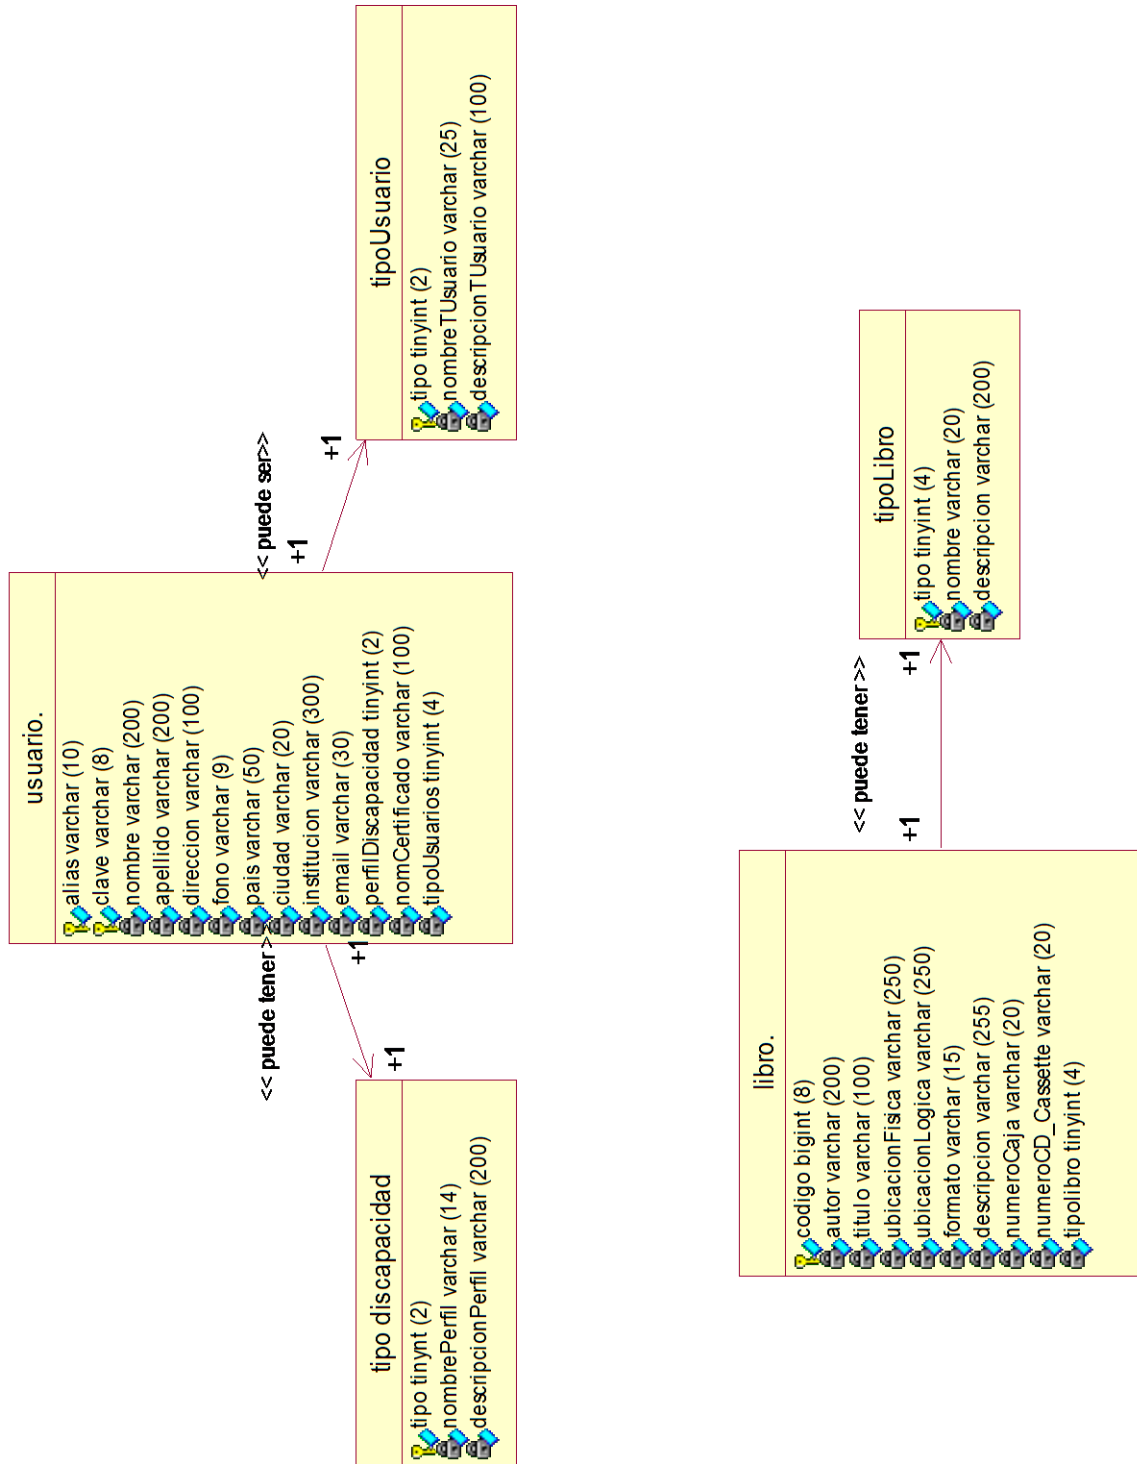 tipo discapacidad
tipo tinynt (2)
nombrePerfil varchar (14)
descripcionPerfil varchar (200)
<< puede tener >
+1
+1
usuario.
alias varchar (10)
clave varchar (8)
nombre varchar (200)
apellido varchar (200)
direccion varchar (100)
fono varchar (9)
pais varchar (50)
ciudad varchar (20)
institucion varchar (300)
email varchar (30)
perfilDiscapacidad tinyint (2)
nomCertificado varchar (100)
tipoUsuarios tinyint (4)
<< puede ser>>
+1
+1
tipoUsuario
tipo tinyint (2)
nombreTUsuario varchar (25)
descripcionTUsuario varchar (100)
libro.
codigo bigint (8)
autor varchar (200)
titulo varchar (100)
ubicacionFisica varchar (250)
ubicacionLogica varchar (250)
formato varchar (15)
descripcion varchar (255)
numeroCaja varchar (20)
numeroCD_Cassette varchar (20)
tipolibro tinyint (4)
<< puede tener >>
+1
+1
tipoLibro
tipo tinyint (4)
nombre varchar (20)
descripcion varchar (200)